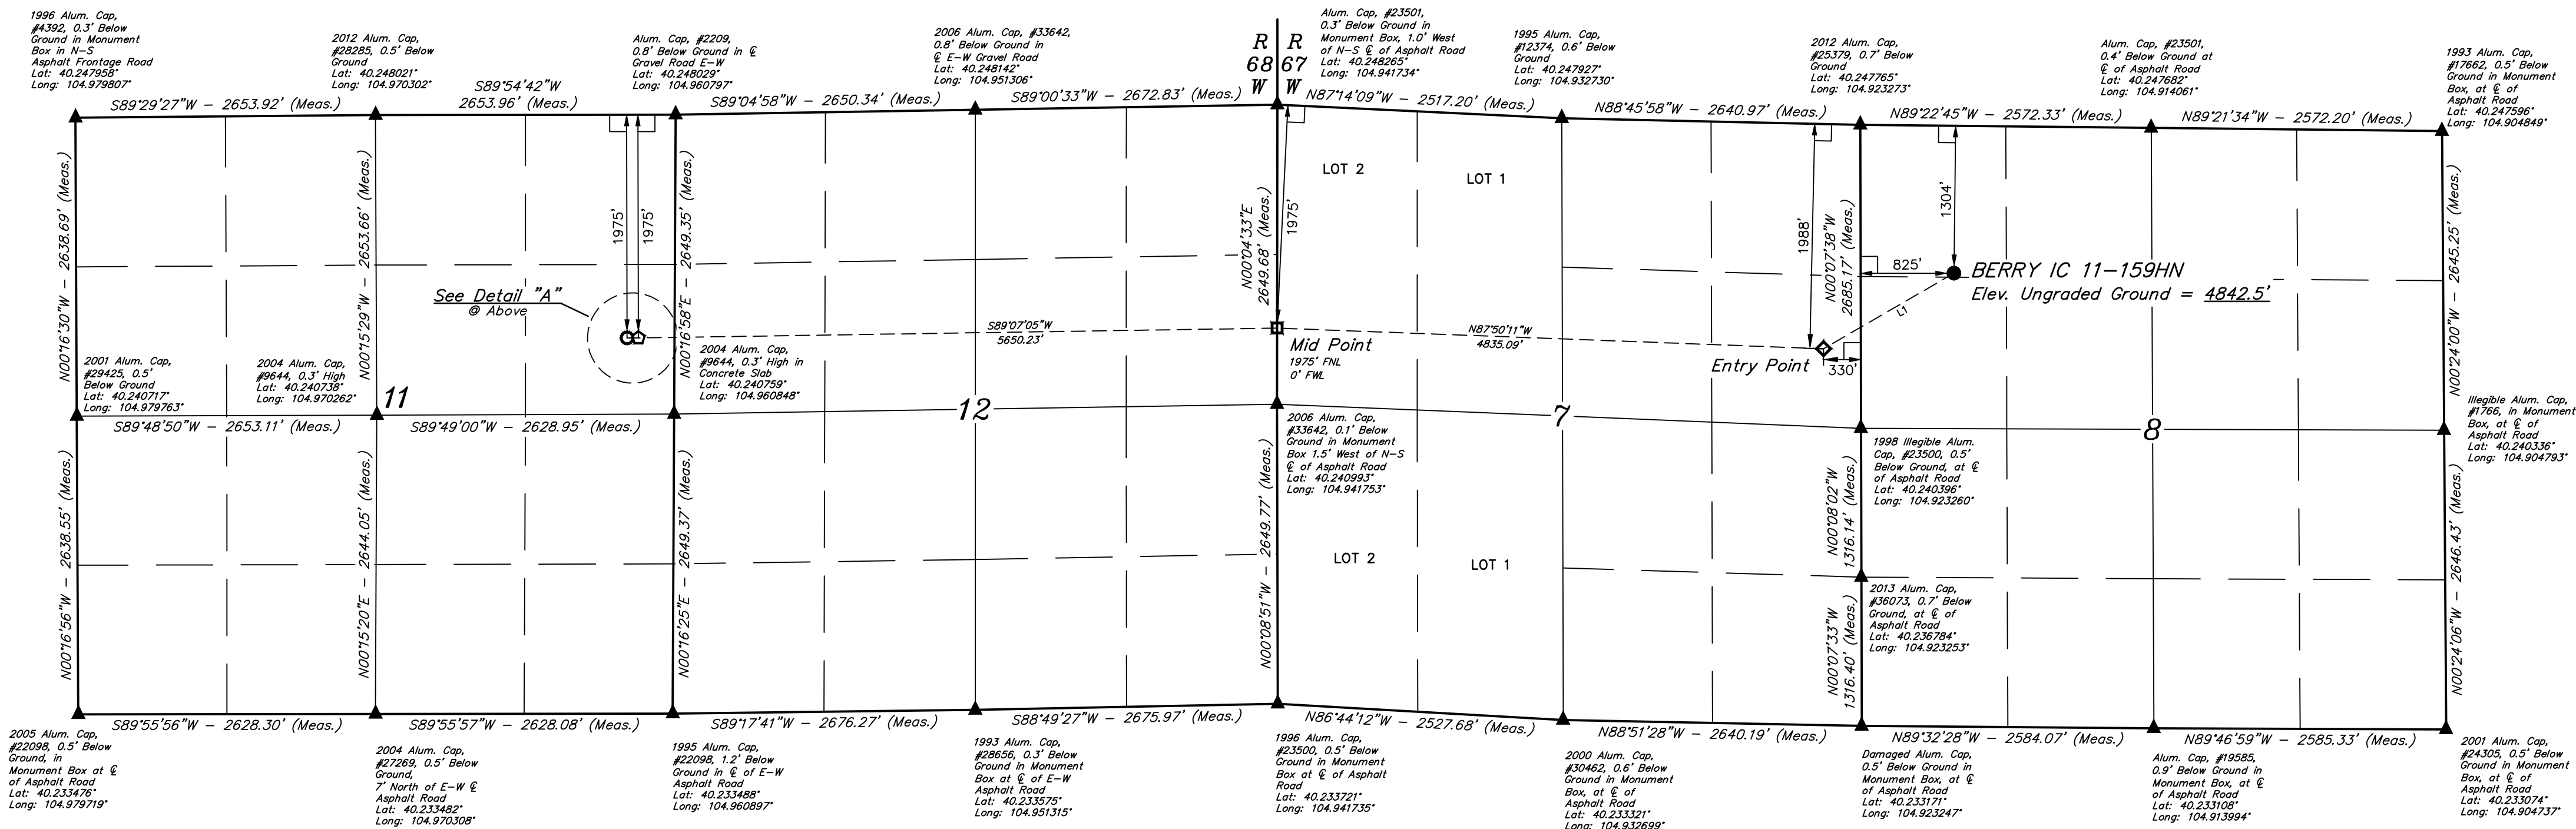 1996 Alum. Cap,
#4392, 0.3' Below
Ground in Monument
Box in N-S
Asphalt Frontage Road
Lat: 40.247958°
Long: 104.979807°
2012 Alum. Cap,
#28285, 0.5' Below
Ground
Lat: 40.248021°
Long: 104.970302°
Alum. Cap, #2209,
0.8' Below Ground in ℄
Gravel Road E-W
Lat: 40.248029°
Long: 104.960797°
2006 Alum. Cap, #33642,
0.8' Below Ground in
℄ E-W Gravel Road
Lat: 40.248142°
Long: 104.951306°
R R
68 67
W W
Alum. Cap, #23501,
0.3' Below Ground in
Monument Box, 1.0' West
of N-S ℄ of Asphalt Road
Lat: 40.248265°
Long: 104.941734°
1995 Alum. Cap,
#12374, 0.6' Below
Ground
Lat: 40.247927°
Long: 104.932730°
2012 Alum. Cap,
#25379, 0.7' Below
Ground
Lat: 40.247765°
Long: 104.923273°
Alum. Cap, #23501,
0.4' Below Ground at
℄ of Asphalt Road
Lat: 40.247682°
Long: 104.914061°
1993 Alum. Cap,
#17662, 0.5' Below
Ground in Monument
Box, at ℄ of
Asphalt Road
Lat: 40.247596°
Long: 104.904849°
S89°29'27"W - 2653.92' (Meas.)
S89°54'42"W
2653.96' (Meas.)
S89°04'58"W - 2650.34' (Meas.)
S89°00'33"W - 2672.83' (Meas.)
N87°14'09"W - 2517.20' (Meas.)
N88°45'58"W - 2640.97' (Meas.)
N89°22'45"W - 2572.33' (Meas.)
N89°21'34"W - 2572.20' (Meas.)
N00°16'30"W - 2638.69' (Meas.)
N00°15'29"W - 2653.66' (Meas.)
1975'
1975'
N00°16'58"E - 2649.35' (Meas.)
N00°04'33"E
2649.68' (Meas.)
1975'
LOT 2
LOT 1
1988'
N00°07'38"W
2685.17' (Meas.)
1304'
825'
BERRY IC 11-159HN
Elev. Ungraded Ground = 4842.5'
L1
N00°24'00"W - 2645.25' (Meas.)
See Detail "A"
@ Above
S89°07'05"W
5650.23'
N87°50'11"W
4835.09'
Mid Point
1975' FNL
0' FWL
Entry Point
330'
2001 Alum. Cap,
#29425, 0.5'
Below Ground
Lat: 40.240717°
Long: 104.979763°
2004 Alum. Cap,
#9644, 0.3' High
Lat: 40.240738°
Long: 104.970262°
2004 Alum. Cap,
#9644, 0.3' High in
Concrete Slab
Lat: 40.240759°
Long: 104.960848°
11
12
7
8
S89°48'50"W - 2653.11' (Meas.)
S89°49'00"W - 2628.95' (Meas.)
2006 Alum. Cap,
#33642, 0.1' Below
Ground in Monument
Box 1.5' West of N-S
℄ of Asphalt Road
Lat: 40.240993°
Long: 104.941753°
1998 Illegible Alum.
Cap, #23500, 0.5'
Below Ground, at ℄
of Asphalt Road
Lat: 40.240396°
Long: 104.923260°
Illegible Alum. Cap,
#1766, in Monument
Box, at ℄ of
Asphalt Road
Lat: 40.240336°
Long: 104.904793°
N00°16'56"W - 2638.55' (Meas.)
N00°15'20"E - 2644.05' (Meas.)
N00°16'25"E - 2649.37' (Meas.)
N00°08'51"W - 2649.77' (Meas.)
LOT 2
LOT 1
N00°08'02"W
1316.14' (Meas.)
N00°07'33"W
1316.40' (Meas.)
2013 Alum. Cap,
#36073, 0.7' Below
Ground, at ℄ of
Asphalt Road
Lat: 40.236784°
Long: 104.923253°
N00°24'06"W - 2646.43' (Meas.)
S89°55'56"W - 2628.30' (Meas.)
S89°55'57"W - 2628.08' (Meas.)
S89°17'41"W - 2676.27' (Meas.)
S88°49'27"W - 2675.97' (Meas.)
N86°44'12"W - 2527.68' (Meas.)
N88°51'28"W - 2640.19' (Meas.)
N89°32'28"W - 2584.07' (Meas.)
N89°46'59"W - 2585.33' (Meas.)
2005 Alum. Cap,
#22098, 0.5' Below
Ground, in
Monument Box at ℄
of Asphalt Road
Lat: 40.233476°
Long: 104.979719°
2004 Alum. Cap,
#27269, 0.5' Below
Ground,
7' North of E-W ℄
Asphalt Road
Lat: 40.233482°
Long: 104.970308°
1995 Alum. Cap,
#22098, 1.2' Below
Ground in ℄ of E-W
Asphalt Road
Lat: 40.233488°
Long: 104.960897°
1993 Alum. Cap,
#28656, 0.3' Below
Ground in Monument
Box at ℄ of E-W
Asphalt Road
Lat: 40.233575°
Long: 104.951315°
1996 Alum. Cap,
#23500, 0.5' Below
Ground in Monument
Box at ℄ of Asphalt
Road
Lat: 40.233721°
Long: 104.941735°
2000 Alum. Cap,
#30462, 0.6' Below
Ground in Monument
Box, at ℄ of
Asphalt Road
Lat: 40.233321°
Long: 104.932699°
Damaged Alum. Cap,
0.5' Below Ground in
Monument Box, at ℄
of Asphalt Road
Lat: 40.233171°
Long: 104.923247°
Alum. Cap, #19585,
0.9' Below Ground in
Monument Box, at ℄
of Asphalt Road
Lat: 40.233108°
Long: 104.913994°
2001 Alum. Cap,
#24305, 0.5' Below
Ground in Monument
Box, at ℄ of
Asphalt Road
Lat: 40.233074°
Long: 104.904737°